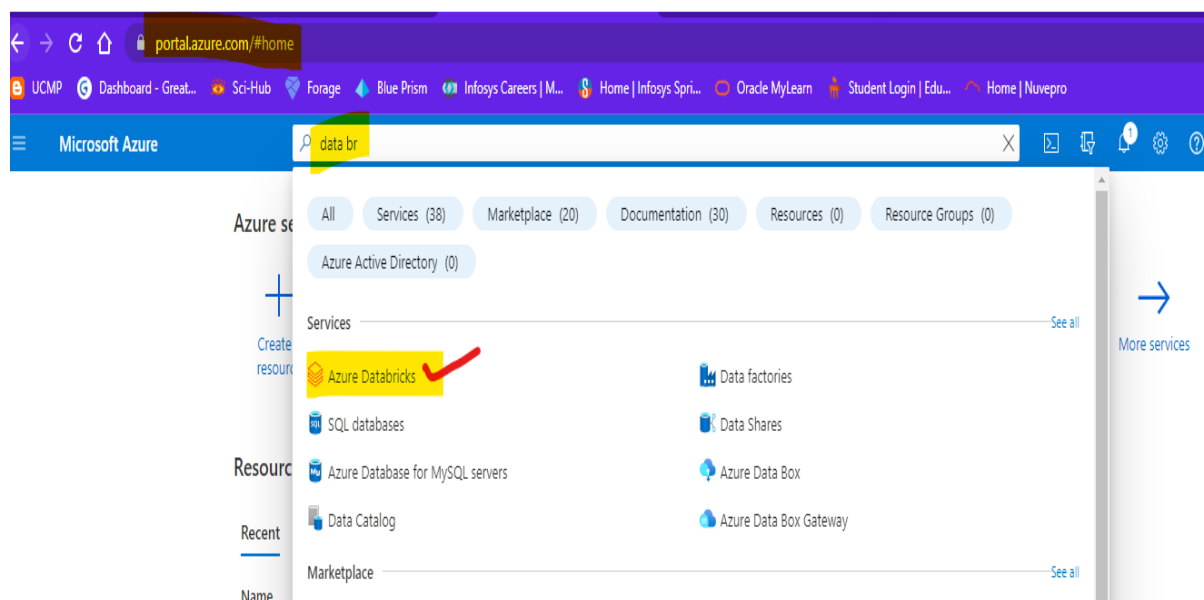 portal.azure.com/#home
UCMP Dashboard - Great... Sci-Hub Forage Blue Prism Infosys Careers | M... Home | Infosys Spri... Oracle MyLearn Student Login | Edu... Home | Nuvepro
Microsoft Azure data br 1
Azure se
All Services (38) Marketplace (20) Documentation (30) Resources (0) Resource Groups (0)
Azure Active Directory (0)
Services See all
Create
resourc
More services
Azure Databricks Data factories
SQL databases Data Shares
Azure Database for MySQL servers Azure Data Box
Resourc
Data Catalog Azure Data Box Gateway
Recent
Marketplace See all
Name